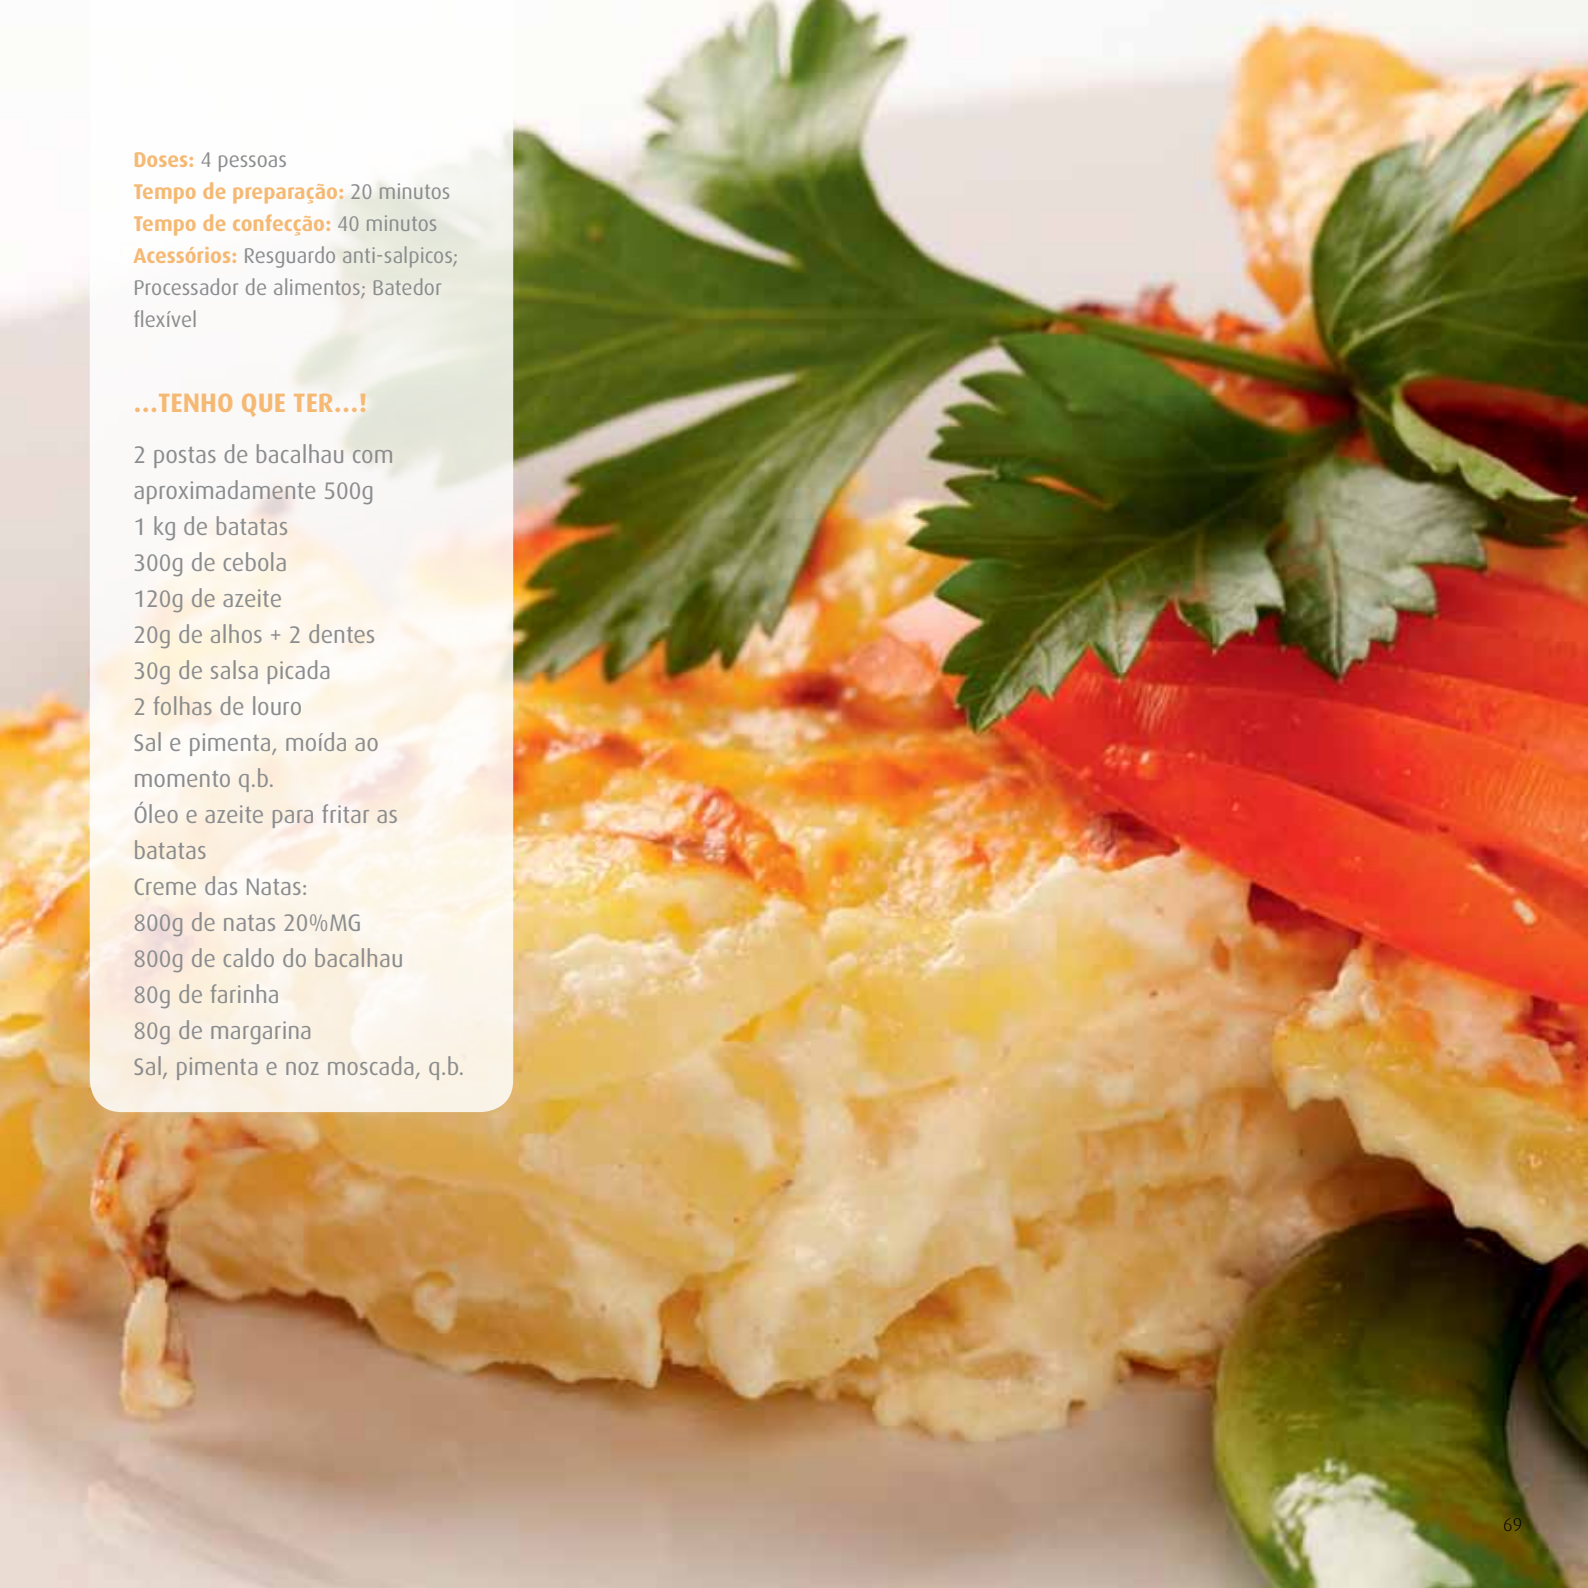 Doses: 4 pessoas
Tempo de preparação: 20 minutos
Tempo de confecção: 40 minutos
Acessórios: Resguardo anti-salpicos;
Processador de alimentos; Batedor
flexível
...TENHO QUE TER...!
2 postas de bacalhau com
aproximadamente 500g
1 kg de batatas
300g de cebola
120g de azeite
20g de alhos + 2 dentes
30g de salsa picada
2 folhas de louro
Sal e pimenta, moída ao
momento q.b.
Óleo e azeite para fritar as
batatas
Creme das Natas:
800g de natas 20%MG
800g de caldo do bacalhau
80g de farinha
80g de margarina
Sal, pimenta e noz moscada, q.b.
69